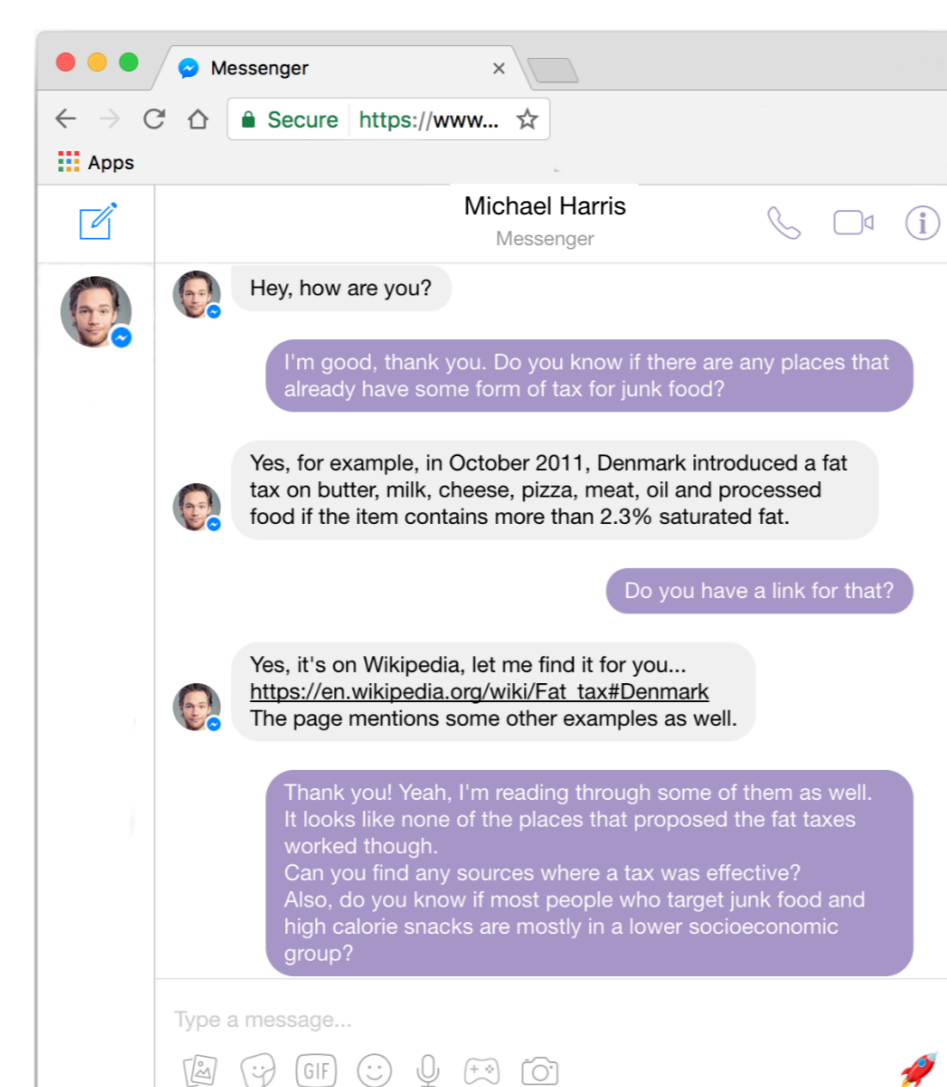 Messenger
Secure https://www...
Apps
Michael Harris
Messenger
Hey, how are you?
I'm good, thank you. Do you know if there are any places that
already have some form of tax for junk food?
Yes, for example, in October 2011, Denmark introduced a fat
tax on butter, milk, cheese, pizza, meat, oil and processed
food if the item contains more than 2.3% saturated fat.
Do you have a link for that?
Yes, it's on Wikipedia, let me find it for you...
https://en.wikipedia.org/wiki/Fat_tax#Denmark
The page mentions some other examples as well.
Thank you! Yeah, I'm reading through some of them as well.
It looks like none of the places that proposed the fat taxes
worked though.
Can you find any sources where a tax was effective?
Also, do you know if most people who target junk food and
high calorie snacks are mostly in a lower socioeconomic
group?
Type a message...
GIF